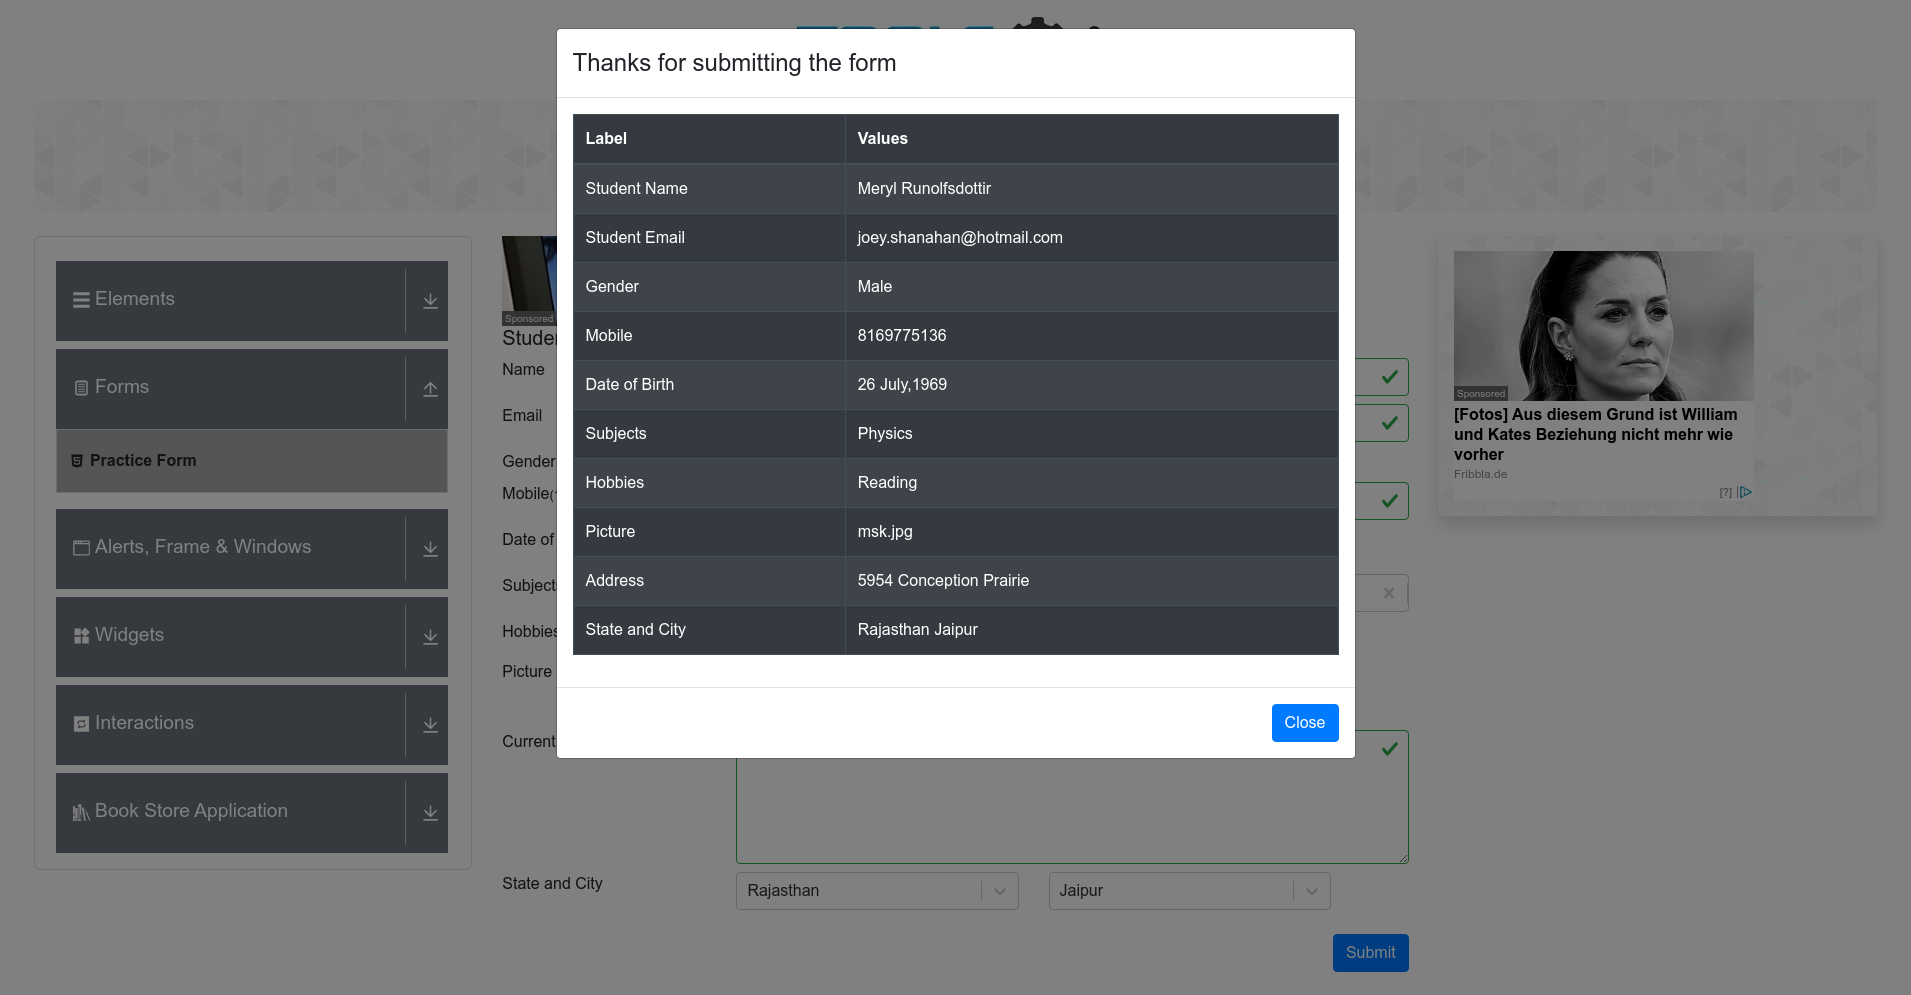 Thanks for submitting the form
Label Values
Student Name Meryl Runolfsdottir
Student Email joey.shanahan@hotmail.com
Gender Male
Mobile 8169775136
Date of Birth 26 July,1969
Subjects Physics
Hobbies Reading
Picture msk.jpg
Address 5954 Conception Prairie
State and City Rajasthan Jaipur
Close
Elements
Forms
Practice Form
Alerts, Frame & Windows
Widgets
Interactions
Book Store Application
Sponsored
Name
Email
Gender
Mobile
Date of
Hobbies
Picture
Current
State and City
Rajasthan
Jaipur
Submit
Sponsored
[Fotos] Aus diesem Grund ist William
und Kates Beziehung nicht mehr wie
vorher
Fribbla.de
[?]